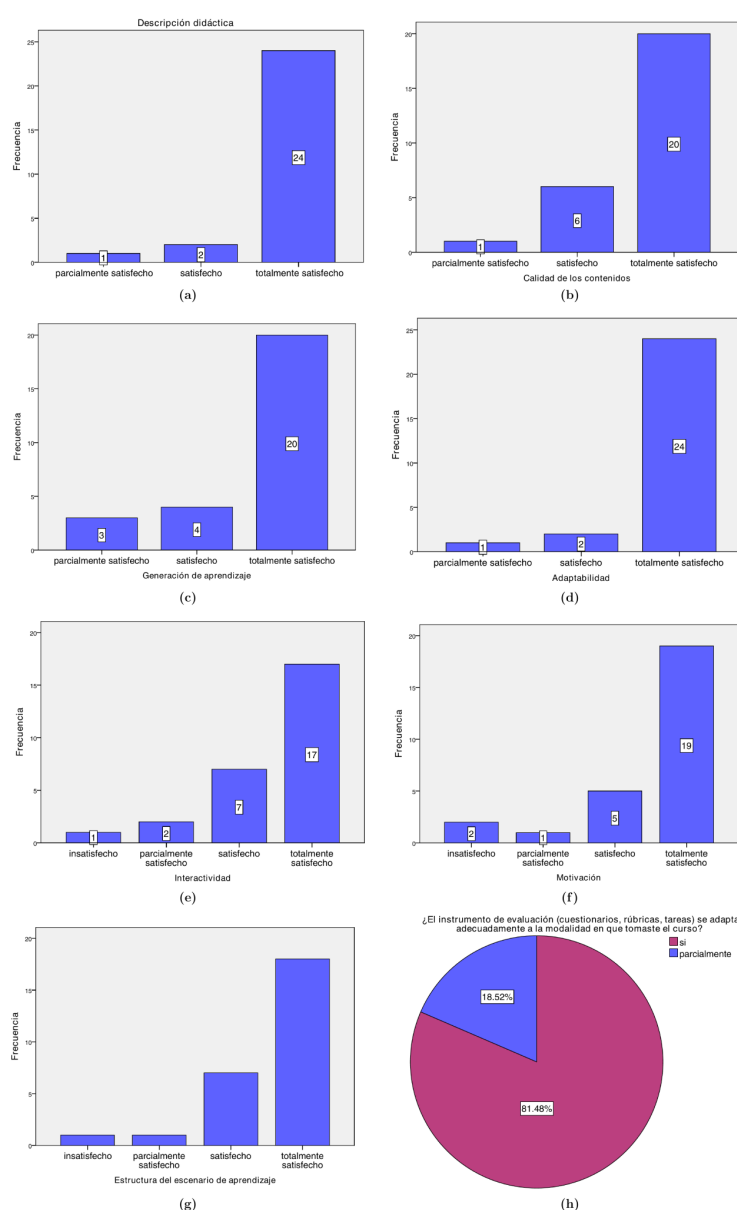 Descripción didáctica
Frecuencia
25
20
15
10
5
0
1
2
24
parcialmente satisfecho
satisfecho
totalmente satisfecho
(a)
Frecuencia
20
15
10
5
0
1
6
20
parcialmente satisfecho
satisfecho
totalmente satisfecho
Calidad de los contenidos
(b)
Frecuencia
20
15
10
5
0
3
4
20
parcialmente satisfecho
satisfecho
totalmente satisfecho
Generación de aprendizaje
(c)
Frecuencia
25
20
15
10
5
0
1
2
24
parcialmente satisfecho
satisfecho
totalmente satisfecho
Adaptabilidad
(d)
Frecuencia
20
15
10
5
0
1
2
7
17
insatisfecho
parcialmente
satisfecho
satisfecho
totalmente
satisfecho
Interactividad
(e)
Frecuencia
20
15
10
5
0
2
1
5
19
insatisfecho
parcialmente
satisfecho
satisfecho
totalmente
satisfecho
Motivación
(f)
Frecuencia
20
15
10
5
0
insatisfecho
parcialmente
satisfecho
satisfecho
totalmente
satisfecho
Estructura del escenario de aprendizaje
(g)
¿El instrumento de evaluación (cuestionarios, rúbricas, tareas) se adapta
adecuadamente a la modalidad en que tomaste el curso?
si
parcialmente
18.52%
81.48%
(h)